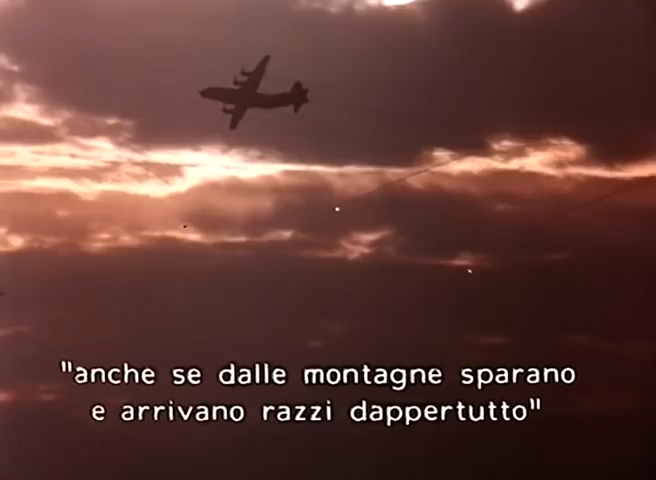 "anche se dalle montagne sparano
e arrivano razzi dappertutto"